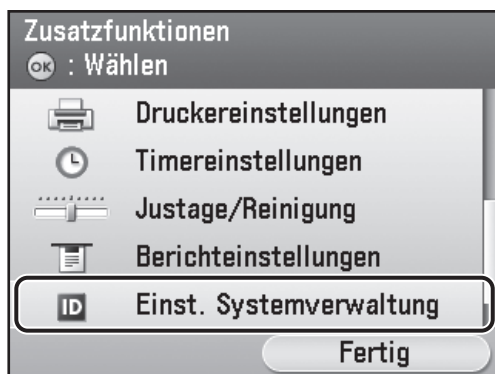 Zusatzfunktionen
OK : Wählen
Druckereinstellungen
Timereinstellungen
Justage/Reinigung
Berichteinstellungen
ID Einst. Systemverwaltung
Fertig